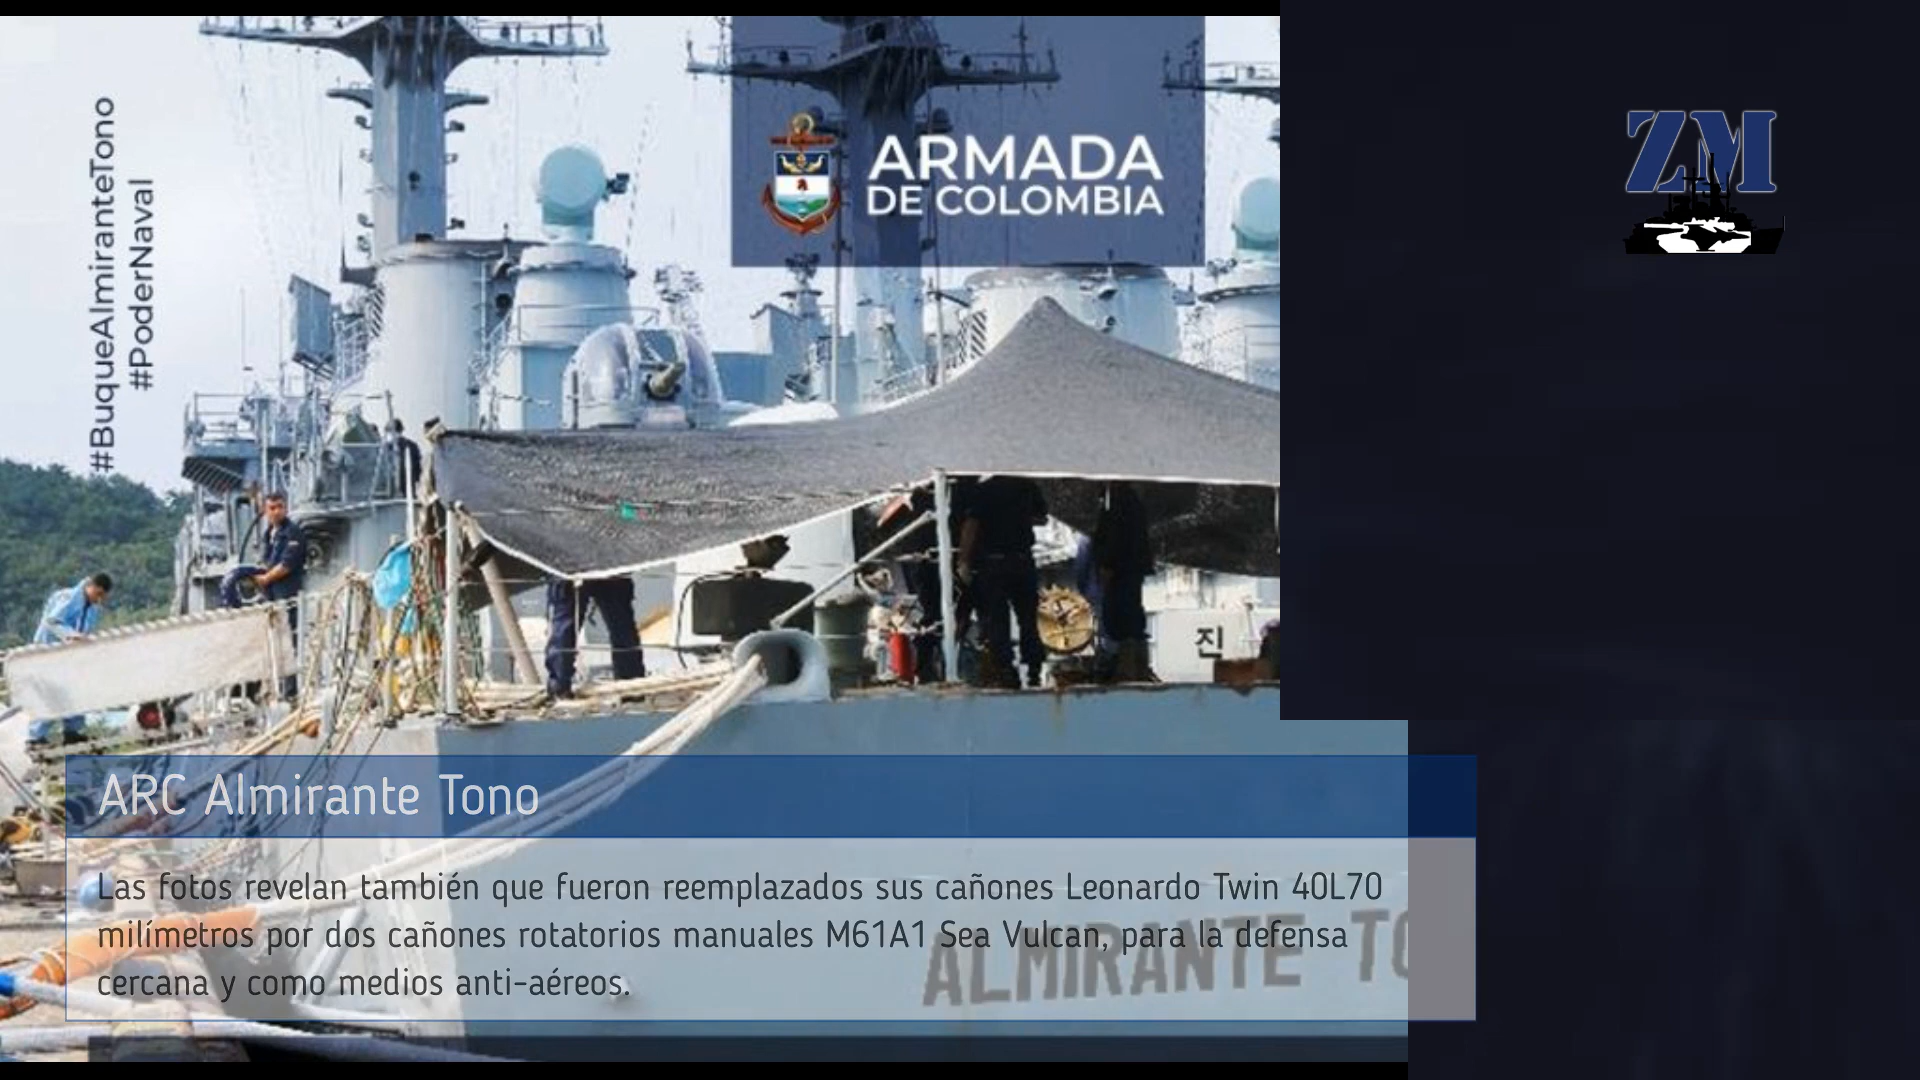 #BuqueAlmiranteTono
#PoderNaval
ARMADA
DE COLOMBIA
ZM
진
ARC Almirante Tono
Las fotos revelan también que fueron reemplazados sus cañones Leonardo Twin 40L70
milímetros por dos cañones rotatorios manuales M61A1 Sea Vulcan, para la defensa
cercana y como medios anti-aéreos.
ALMIRANTE TO